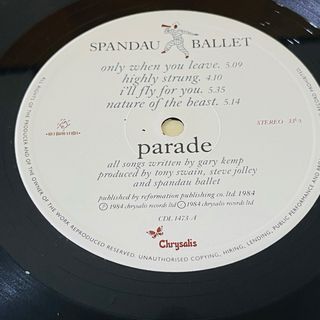 SPANDAU BALLET
only when you leave. 5.09
highly strung. 4.10
i'll fly for you. 5.35
nature of the beast. 5.14
STEREO 33⅓
parade
all songs written by gary kemp
produced by tony swain, steve jolley
and spandau ballet
published by reformation publishing co. ltd 1984
Ⓟ 1984 chrysalis records ltd © 1984 chrysalis records ltd
CDL 1473-A
Chrysalis
ALL RIGHTS OF THE PRODUCER AND OF THE OWNER OF THE WORK REPRODUCED RESERVED. UNAUTHORISED COPYING, HIRING, LENDING, PUBLIC PERFORMANCE AND